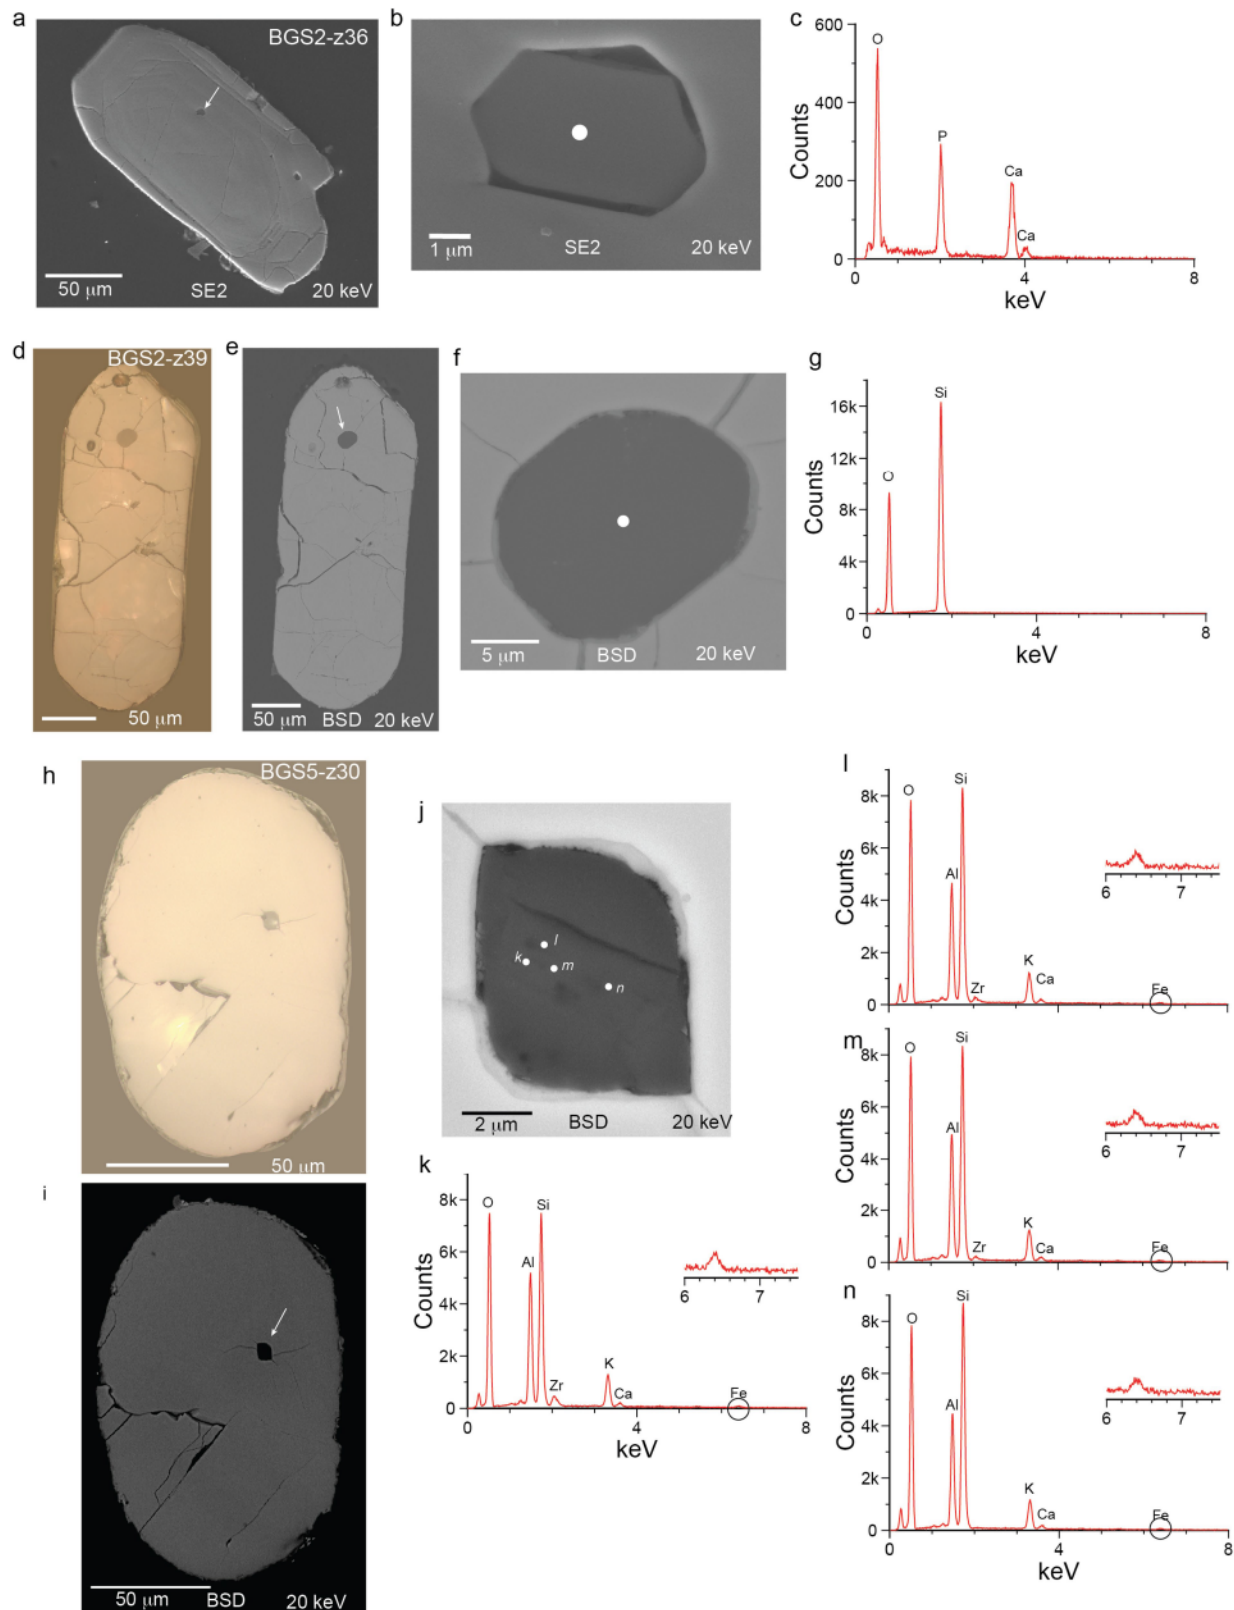 a
BGS2-z36
50 μm
SE2
20 keV
b
1 μm
SE2
20 keV
c
600
400
200
0
Counts
O
P
Ca
Ca
0
4
8
keV
d
BGS2-z39
50 μm
e
50 μm
BSD
20 keV
f
5 μm
BSD
20 keV
g
16k
12k
8k
4k
0
Counts
O
Si
0
4
8
keV
h
BGS5-z30
50 μm
i
50 μm
BSD
20 keV
j
k
l
m
n
2 μm
BSD
20 keV
k
8k
6k
4k
2k
0
Counts
O
Al
Si
Zr
K
Ca
Fe
6
7
0
4
8
keV
l
8k
6k
4k
2k
0
Counts
O
Al
Si
Zr
K
Ca
Fe
6
7
m
8k
6k
4k
2k
0
Counts
O
Al
Si
Zr
K
Ca
Fe
6
7
n
8k
6k
4k
2k
0
Counts
O
Al
Si
K
Ca
Fe
6
7
0
4
8
keV